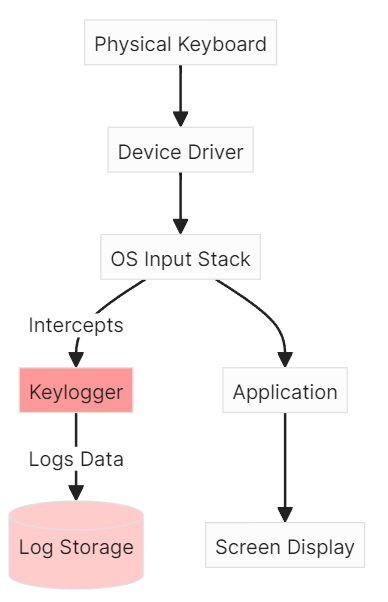 Physical Keyboard
Device Driver
OS Input Stack
Intercepts
Keylogger
Application
Logs Data
Log Storage
Screen Display